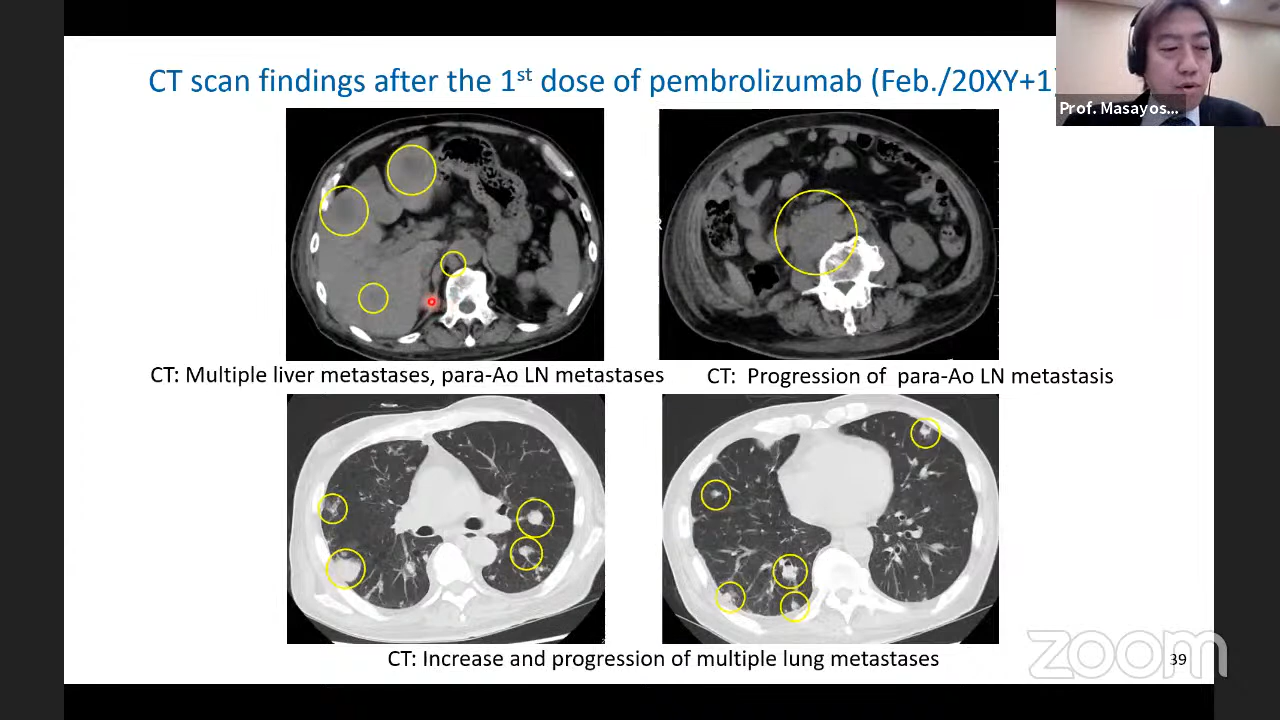 CT scan findings after the 1st dose of pembrolizumab (Feb./20XY+1)
Prof. Masayos...
R
CT: Multiple liver metastases, para-Ao LN metastases
CT: Progression of para-Ao LN metastasis
CT: Increase and progression of multiple lung metastases
zoom
39